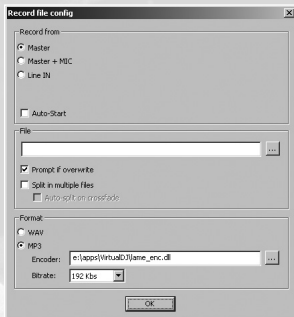 Record file config
Record from
Master
Master + MIC
Line IN
Auto-Start
File
...
Prompt if overwrite
Split in multiple files
Auto-split on crossfade
Format
WAV
MP3
Encoder: e:\apps\VirtualDJ\lame_enc.dll ...
Bitrate: 192 Kbs
OK